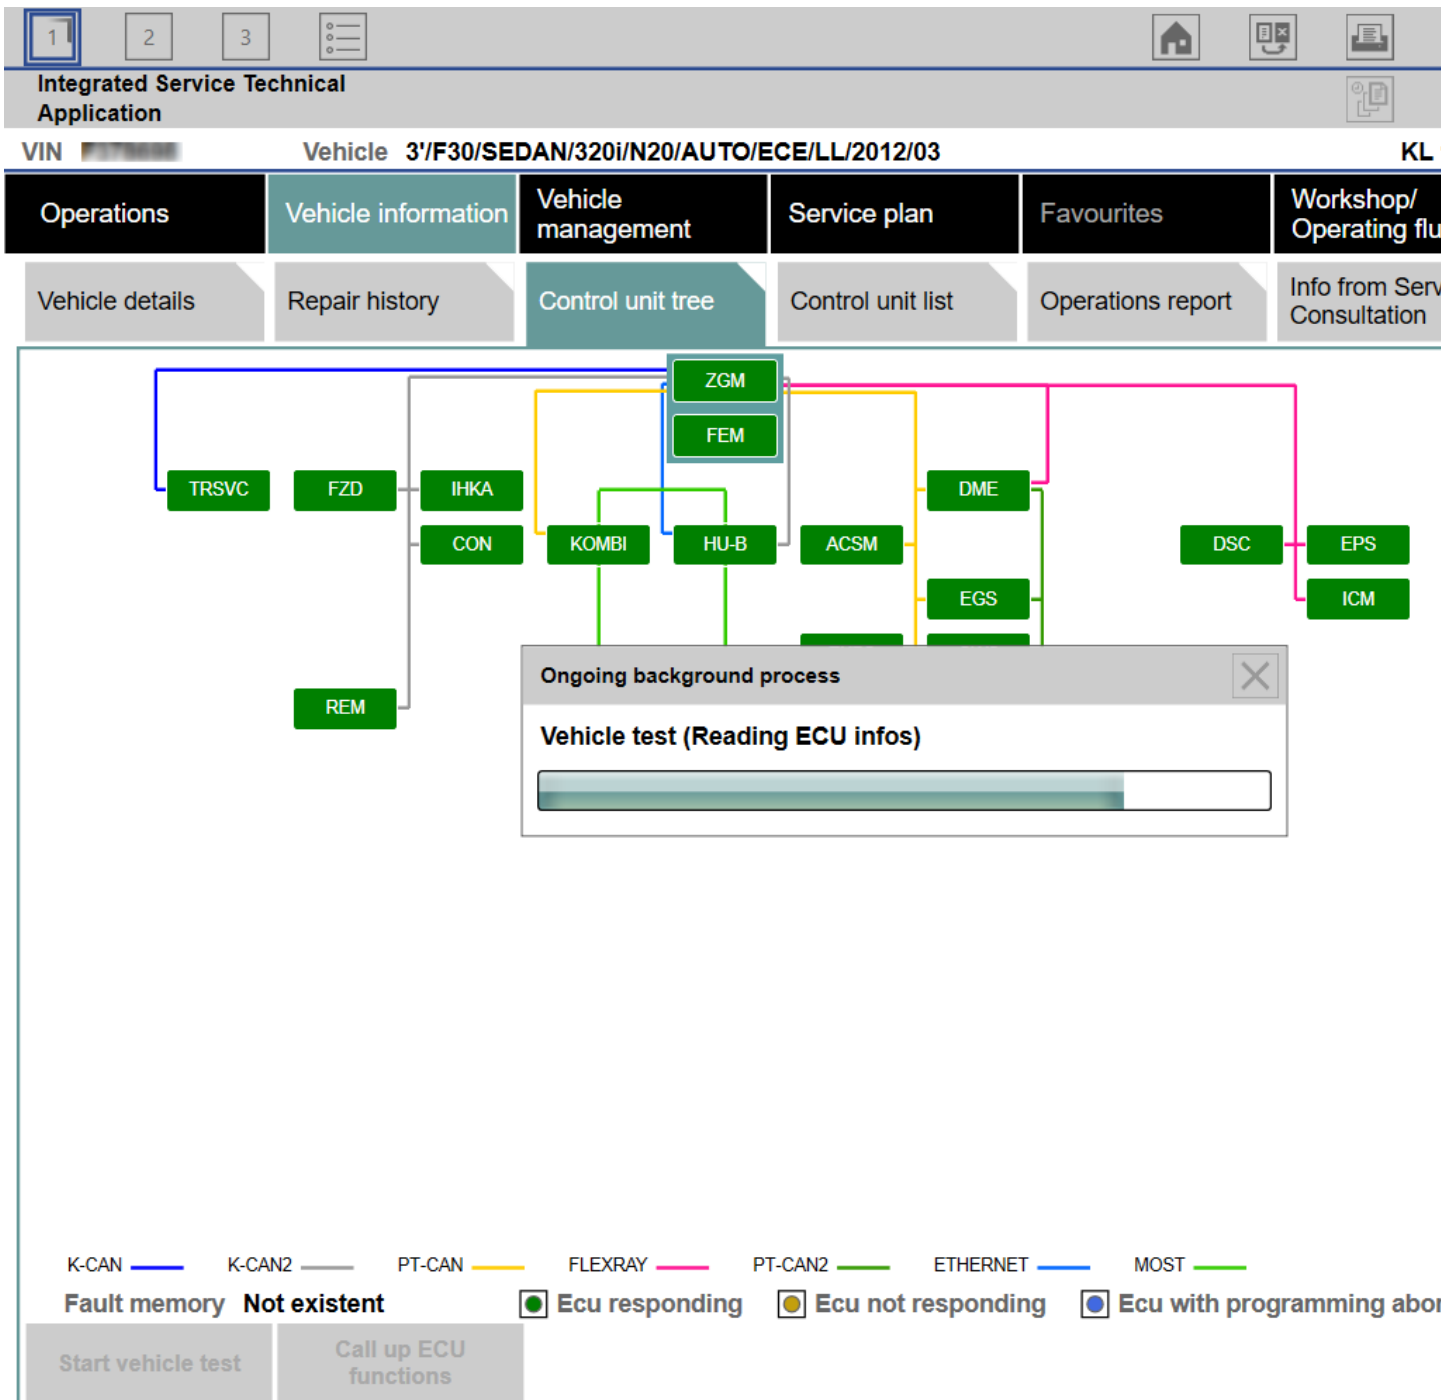 1
2
3
Integrated Service Technical
Application
VIN
Vehicle 3'/F30/SEDAN/320i/N20/AUTO/ECE/LL/2012/03
KL
Operations
Vehicle information
Vehicle
management
Service plan
Favourites
Workshop/
Operating flu
Vehicle details
Repair history
Control unit tree
Control unit list
Operations report
Info from Serv
Consultation
ZGM
FEM
TRSVC
FZD
IHKA
DME
CON
KOMBI
HU-B
ACSM
DSC
EPS
EGS
ICM
REM
Ongoing background process
Vehicle test (Reading ECU infos)
K-CAN
K-CAN2
PT-CAN
FLEXRAY
PT-CAN2
ETHERNET
MOST
Fault memory Not existent
Ecu responding
Ecu not responding
Ecu with programming abor
Start vehicle test
Call up ECU
functions